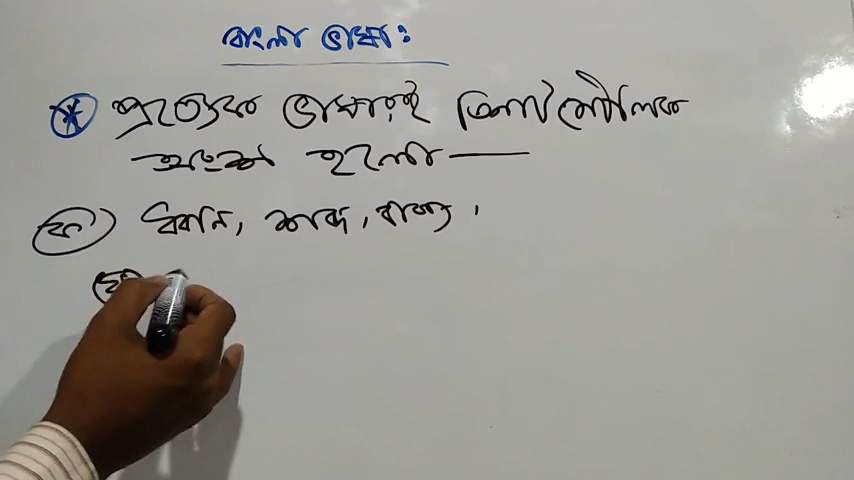 বাংলা ভাষা:
* প্রত্যেক ভাষারই তিনটি মৌলিক
অংশ হলো —
ক) ধ্বনি, শব্দ, বাক্য,